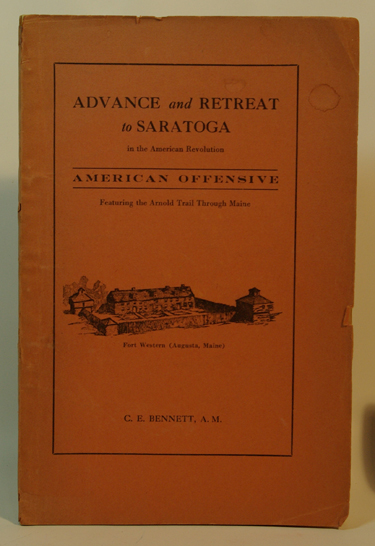 ADVANCE and RETREAT
to SARATOGA
in the American Revolution
AMERICAN OFFENSIVE
Featuring the Arnold Trail Through Maine
Fort Western (Augusta, Maine)
C. E. BENNETT, A. M.